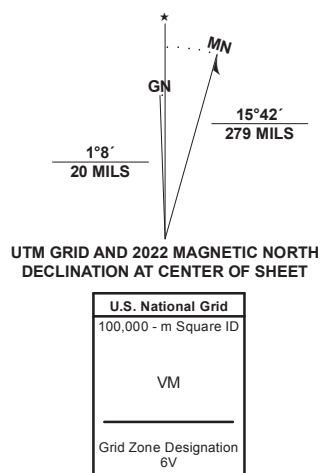 MN
GN
15°42´
279 MILS
1°8´
20 MILS
UTM GRID AND 2022 MAGNETIC NORTH
DECLINATION AT CENTER OF SHEET
U.S. National Grid
100,000 - m Square ID
VM
Grid Zone Designation
6V